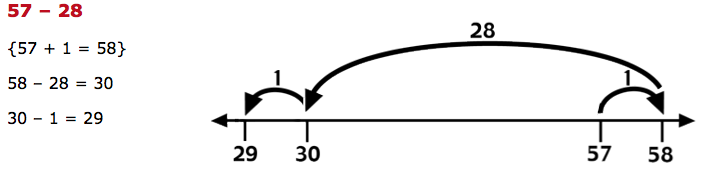 57 – 28
{57 + 1 = 58}
58 – 28 = 30
30 – 1 = 29
28
1 1
29 30 57 58